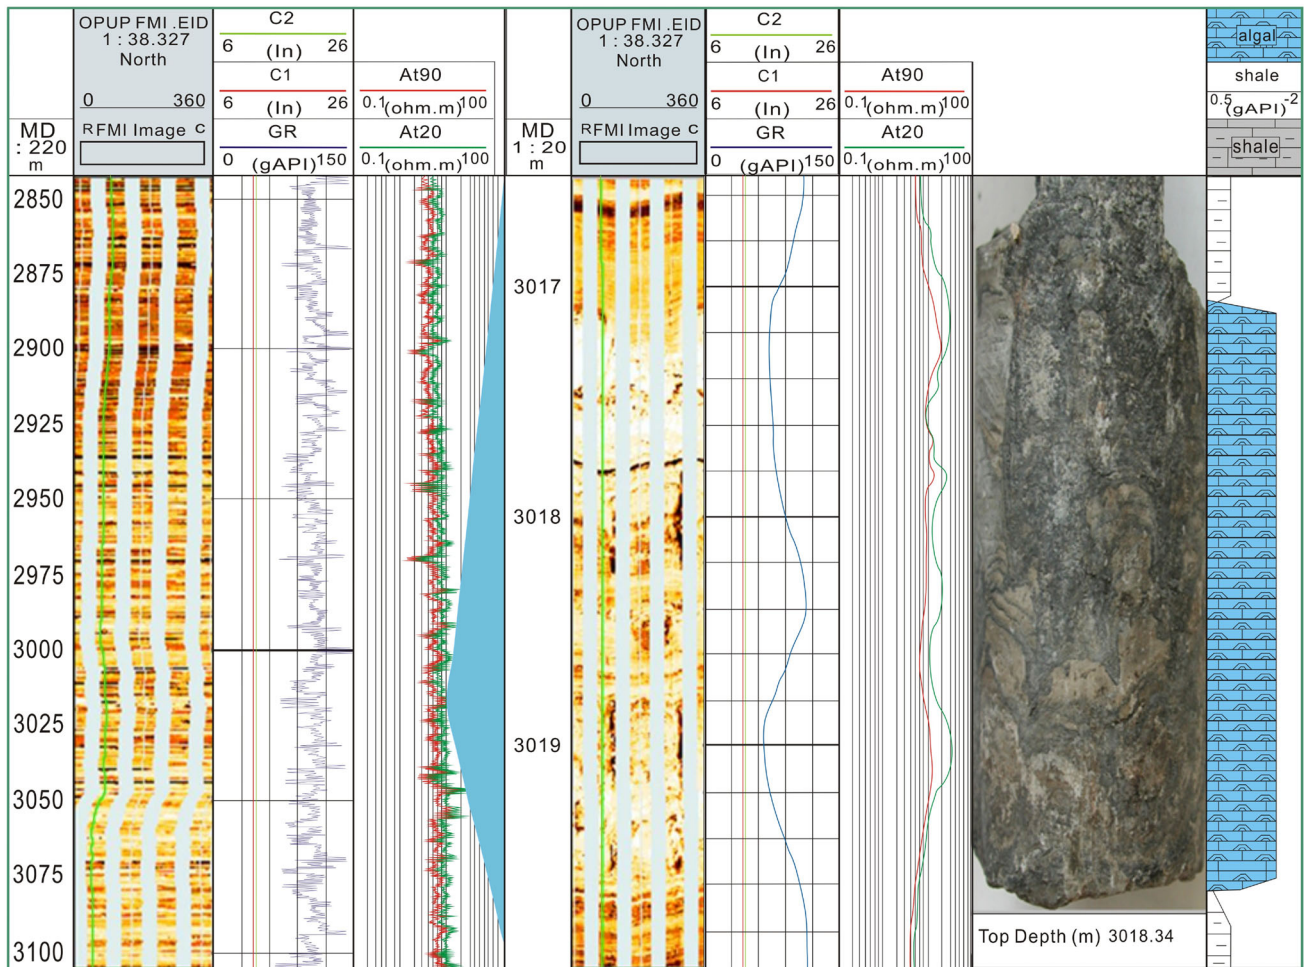 OPUP FMI .EID
1 : 38.327
North
0 360
R FMI Image C
MD
: 220
m
C2
6 (In) 26
C1
6 (In) 26
GR
0 (gAPI) 150
At90
0.1 (ohm.m) 100
At20
0.1 (ohm.m) 100
MD
1 : 20
m
OPUP FMI .EID
1 : 38.327
North
0 360
R FMI Image C
C2
6 (In) 26
C1
6 (In) 26
GR
0 (gAPI) 150
At90
0.1 (ohm.m) 100
At20
0.1 (ohm.m) 100
algal
shale
0.5 (gAPI) -2
shale
2850
2875
2900
2925
2950
2975
3000
3025
3050
3075
3100
3017
3018
3019
Top Depth (m) 3018.34